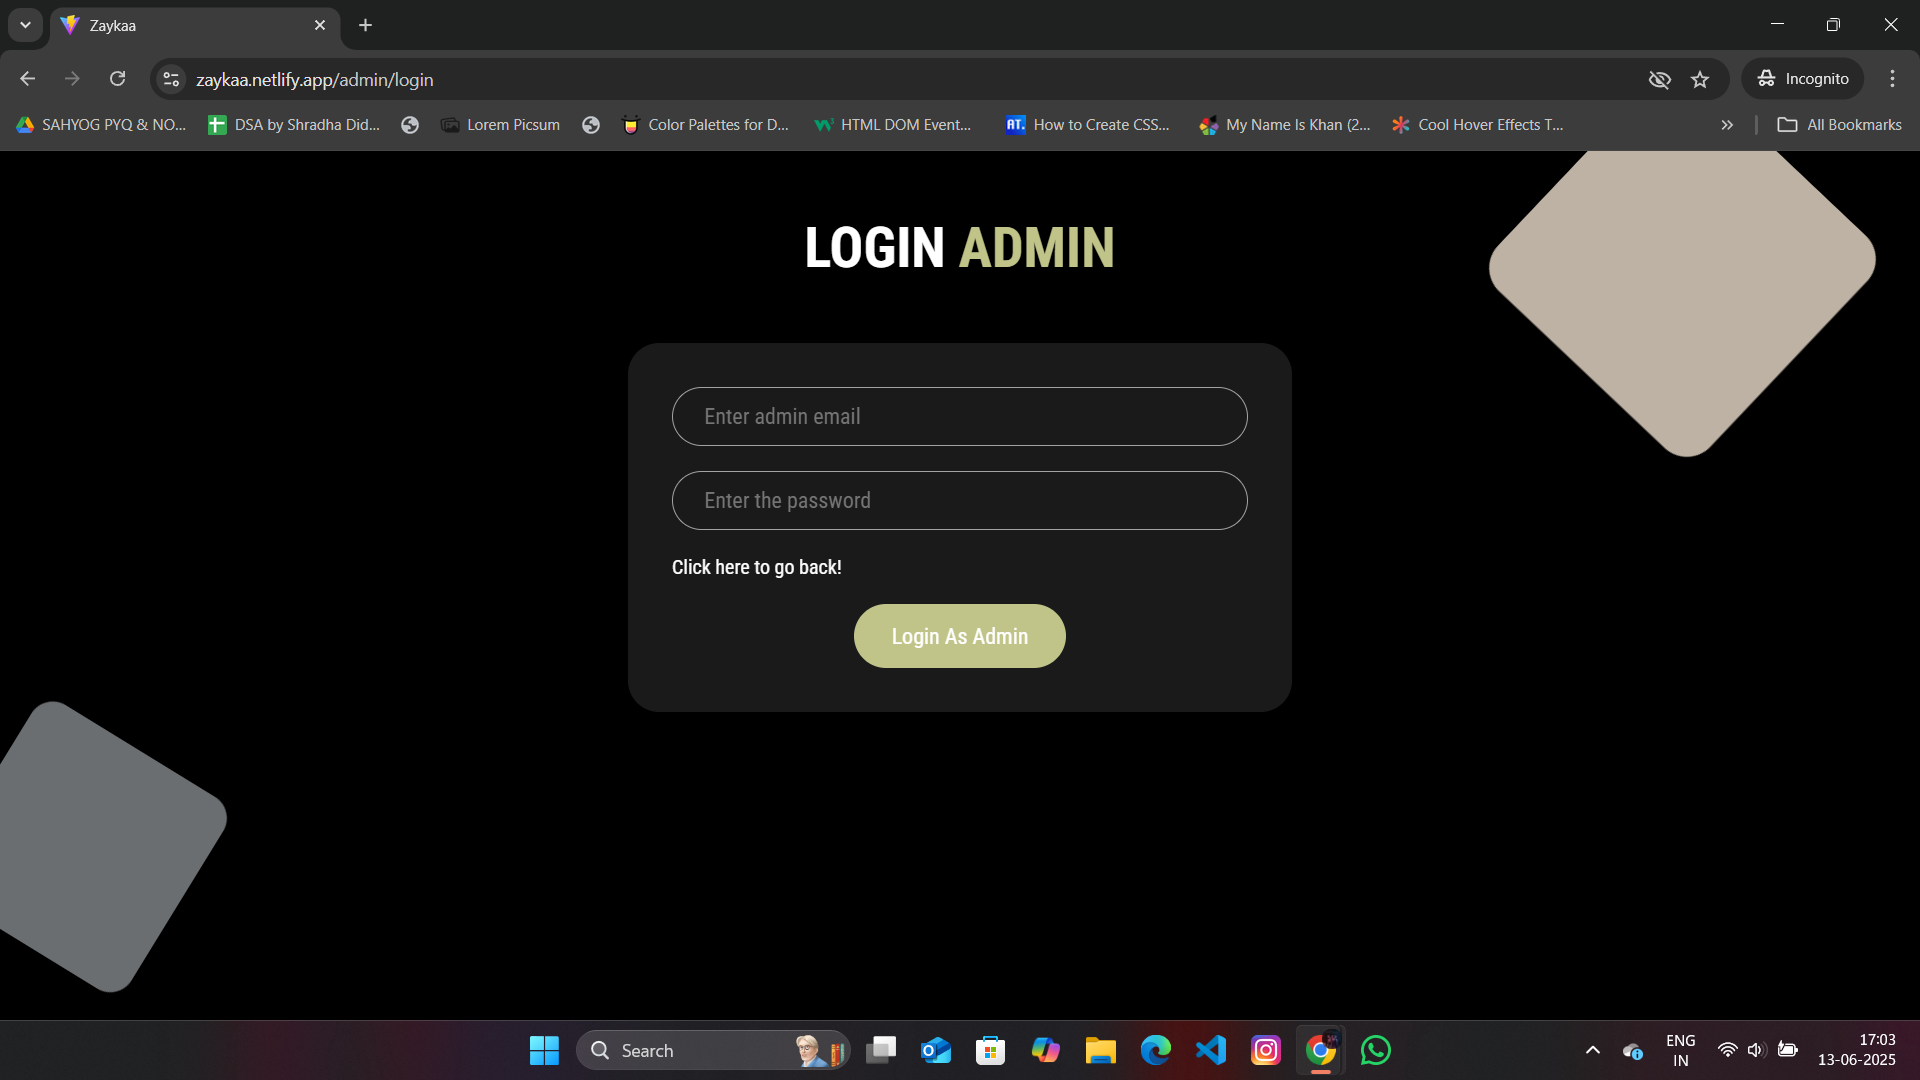 Zaykaa
zaykaa.netlify.app/admin/login
Incognito
SAHYOG PYQ & NO...
DSA by Shradha Did...
Lorem Picsum
Color Palettes for D...
HTML DOM Event...
AT.
How to Create CSS...
My Name Is Khan (2...
Cool Hover Effects T...
All Bookmarks
LOGIN ADMIN
Enter admin email
Enter the password
Click here to go back!
Login As Admin
Search
ENG
IN
17:03
13-06-2025